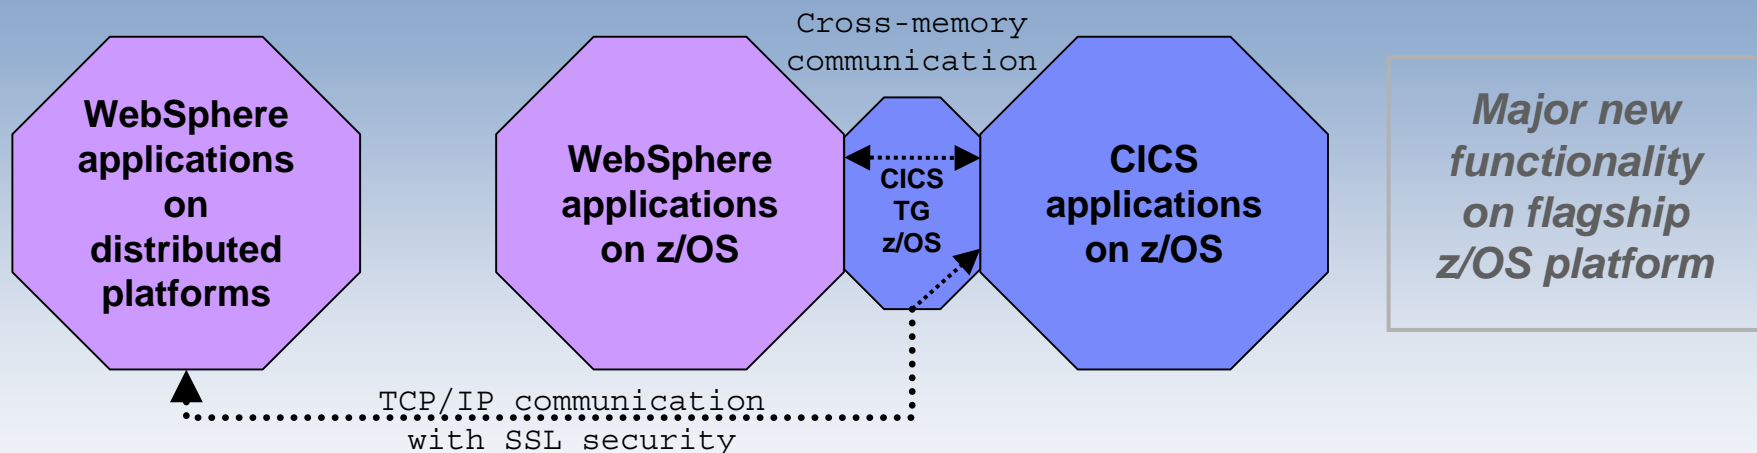 Cross-memory
communication
WebSphere
applications
on
distributed
platforms
WebSphere
applications
on z/OS
CICS
TG
z/OS
CICS
applications
on z/OS
Major new
functionality
on flagship
z/OS platform
TCP/IP communication
with SSL security